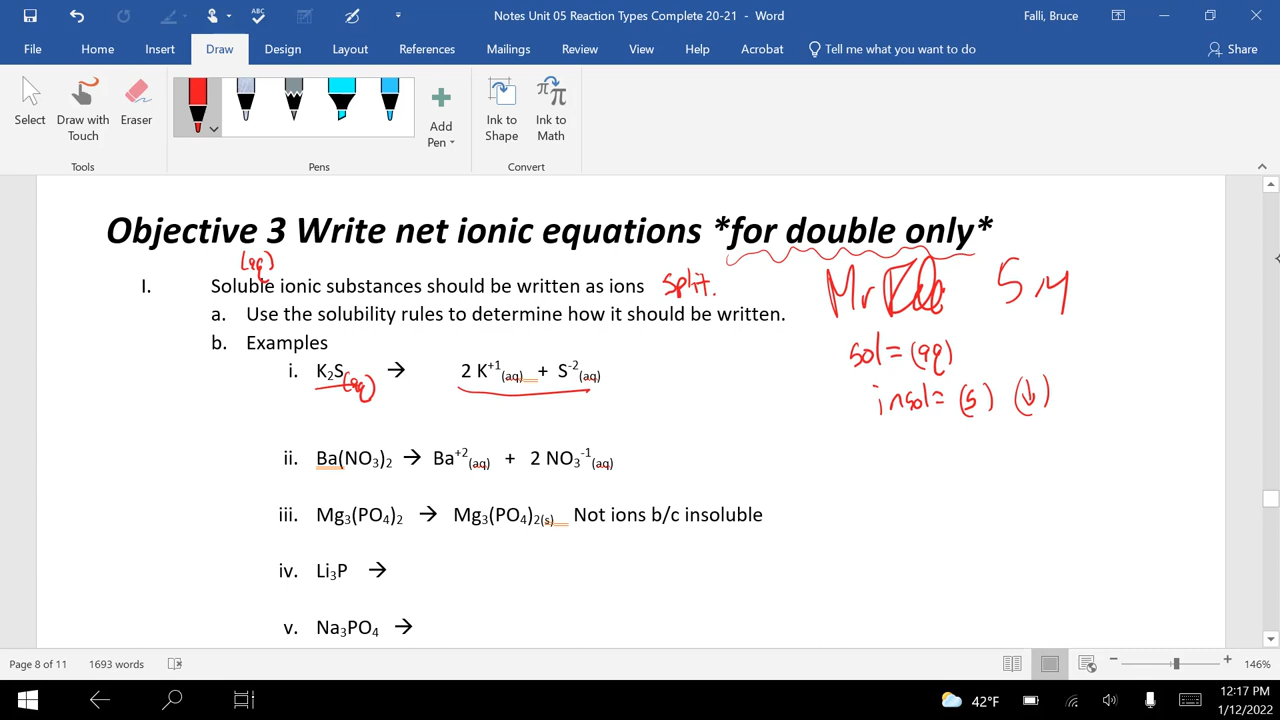 Notes Unit 05 Reaction Types Complete 20-21 - Word
Falli, Bruce
File Home Insert Draw Design Layout References Mailings Review View Help Acrobat Tell me what you want to do Share
Select
Draw with Touch
Eraser
Add Pen
Ink to Shape
Ink to Math
Tools
Pens
Convert
Objective 3 Write net ionic equations *for double only*
(aq)
I. Soluble ionic substances should be written as ions split.
Mr
a. Use the solubility rules to determine how it should be written.
b. Examples
sol = (aq)
i. K₂S(aq) → 2 K⁺¹(aq) + S⁻²(aq)
insol = (s) (↓)
ii. Ba(NO₃)₂ → Ba⁺²(aq) + 2 NO₃⁻¹(aq)
iii. Mg₃(PO₄)₂ → Mg₃(PO₄)₂(s) Not ions b/c insoluble
iv. Li₃P →
v. Na₃PO₄ →
Page 8 of 11 1693 words
146%
42°F
12:17 PM
1/12/2022